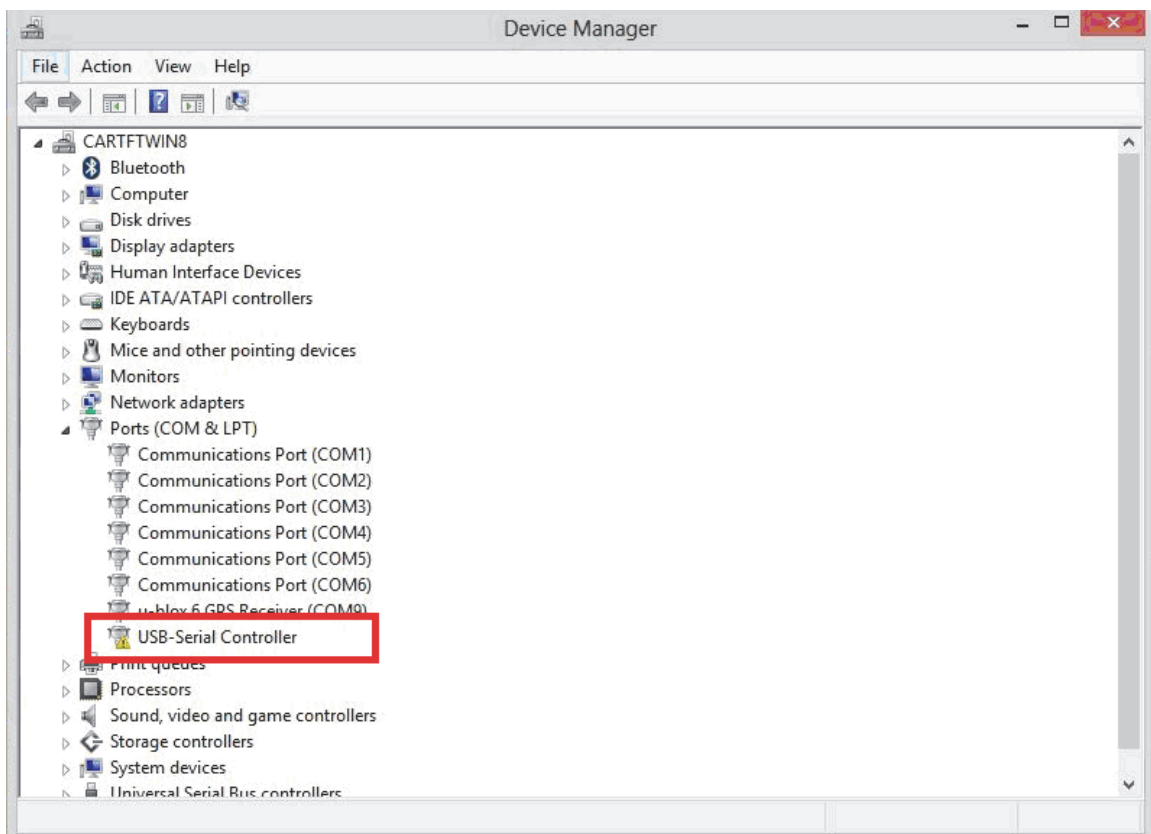 Device Manager
File Action View Help
CARTFTWIN8
Bluetooth
Computer
Disk drives
Display adapters
Human Interface Devices
IDE ATA/ATAPI controllers
Keyboards
Mice and other pointing devices
Monitors
Network adapters
Ports (COM & LPT)
Communications Port (COM1)
Communications Port (COM2)
Communications Port (COM3)
Communications Port (COM4)
Communications Port (COM5)
Communications Port (COM6)
u-blox 6 GPS Receiver (COM9)
USB-Serial Controller
Print queues
Processors
Sound, video and game controllers
Storage controllers
System devices
Universal Serial Bus controllers